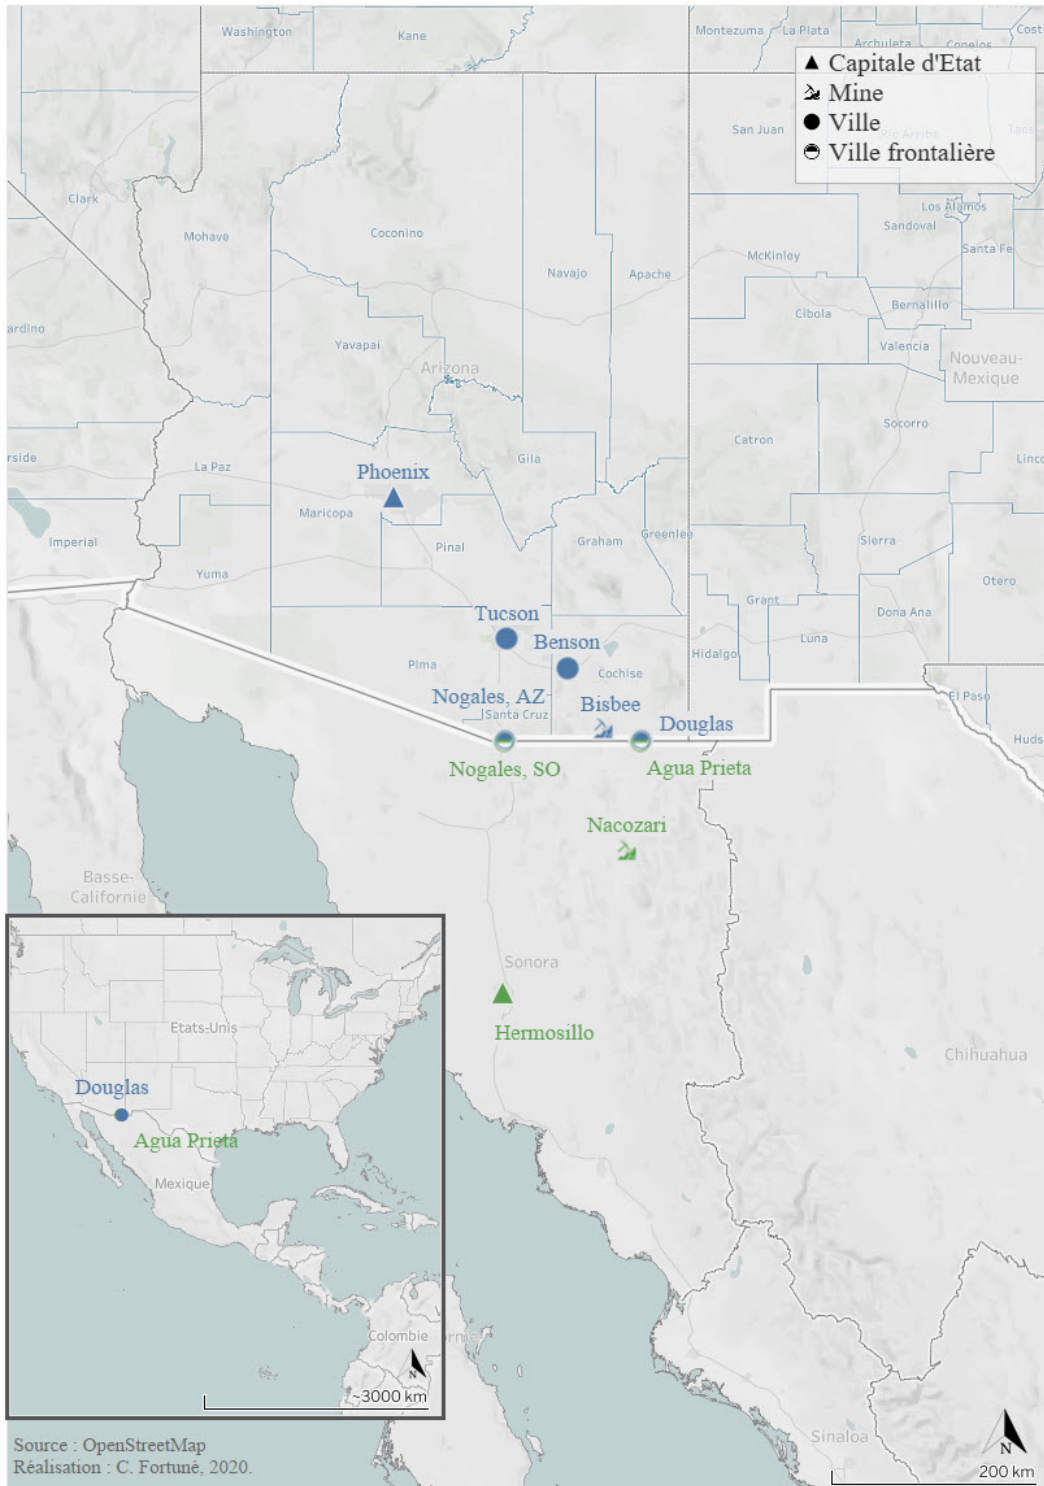 Washington
Kane
Montezuma
La Plata
Archuleta
Conejos
Cost
Capitale d'Etat
Mine
Ville
Ville frontalière
San Juan
Rio Arriba
Taos
Clark
Mohave
Coconino
Navajo
Apache
McKinley
Los Alamos
Sandoval
Santa Fe
Bernalillo
Cibola
Valencia
ardino
Yavapai
Arizona
Nouveau-
Mexique
Socorro
Catron
Linco
rside
La Paz
Phoenix
Gila
Maricopa
Imperial
Pinal
Graham
Greenlee
Sierra
Yuma
Otero
Grant
Dona Ana
Tucson
Benson
Luna
Hidalgo
Pima
Cochise
Nogales, AZ
Bisbee
Santa Cruz
Douglas
El Paso
Huds
Nogales, SO
Agua Prieta
Nacozari
Basse-
Californie
Sonora
Hermosillo
Chihuahua
Etats-Unis
Douglas
Agua Prieta
Mexique
Colombie
N
~3000 km
Sinaloa
N
200 km
Source : OpenStreetMap
Réalisation : C. Fortuné, 2020.